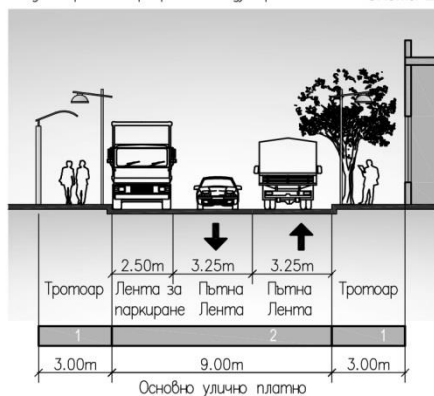 2.50m 3.25m 3.25m
Тротоар Лента за паркиране Пътна Лента Пътна Лента Тротоар
1 2 1
3.00m 9.00m 3.00m
Основно улично платно